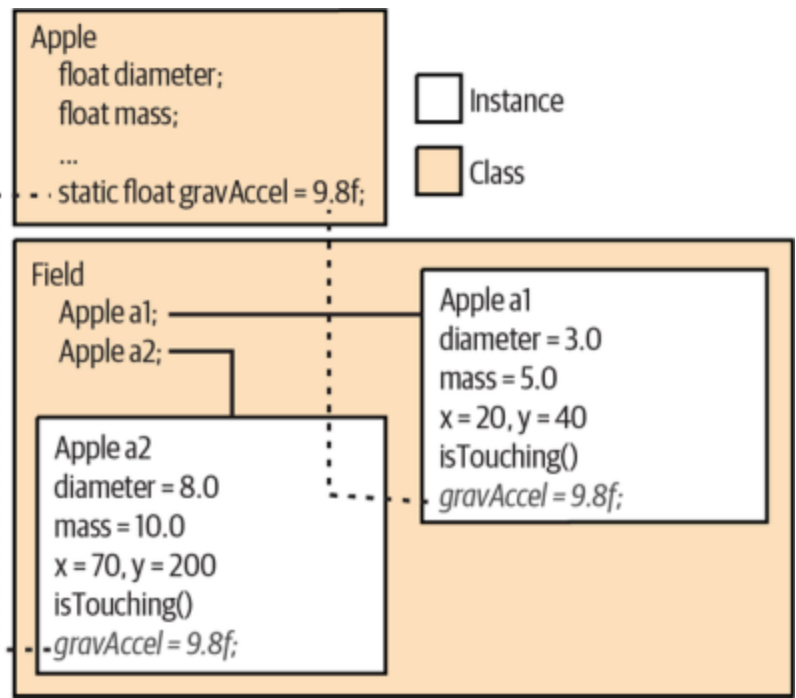 Apple
float diameter;
float mass;
...
static float gravAccel = 9.8f;
Instance
Class
Field
Apple a1;
Apple a2;
Apple a1
diameter = 3.0
mass = 5.0
x = 20, y = 40
isTouching()
gravAccel = 9.8f;
Apple a2
diameter = 8.0
mass = 10.0
x = 70, y = 200
isTouching()
gravAccel = 9.8f;